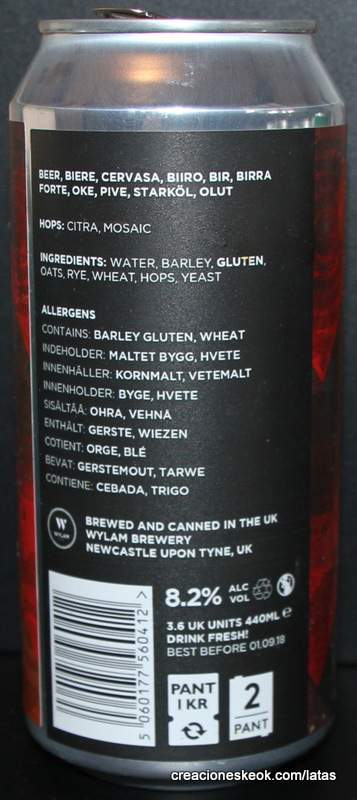 BEER, BIERE, CERVASA, BIIRO, BIR, BIRRA
FORTE, OKE, PIVE, STARKÖL, OLUT
HOPS: CITRA, MOSAIC
INGREDIENTS: WATER, BARLEY, GLUTEN,
OATS, RYE, WHEAT, HOPS, YEAST
ALLERGENS
CONTAINS: BARLEY GLUTEN, WHEAT
INDEHOLDER: MALTET BYGG, HVETE
INNENHÄLLER: KORNMALT, VETEMALT
INNENHOLDER: BYGE, HVETE
SISÄLTÄÄ: OHRA, VEHNÄ
ENTHÄLT: GERSTE, WIEZEN
COTIENT: ORGE, BLÉ
BEVAT: GERSTEMOUT, TARWE
CONTIENE: CEBADA, TRIGO
W
WYLAM
BREWED AND CANNED IN THE UK
WYLAM BREWERY
NEWCASTLE UPON TYNE, UK
8.2% ALC
VOL
3.6 UK UNITS 440ML e
DRINK FRESH!
BEST BEFORE 01.09.18
5 060177 560412 >
PANT
1 KR
2
PANT
creacioneskeok.com/latas